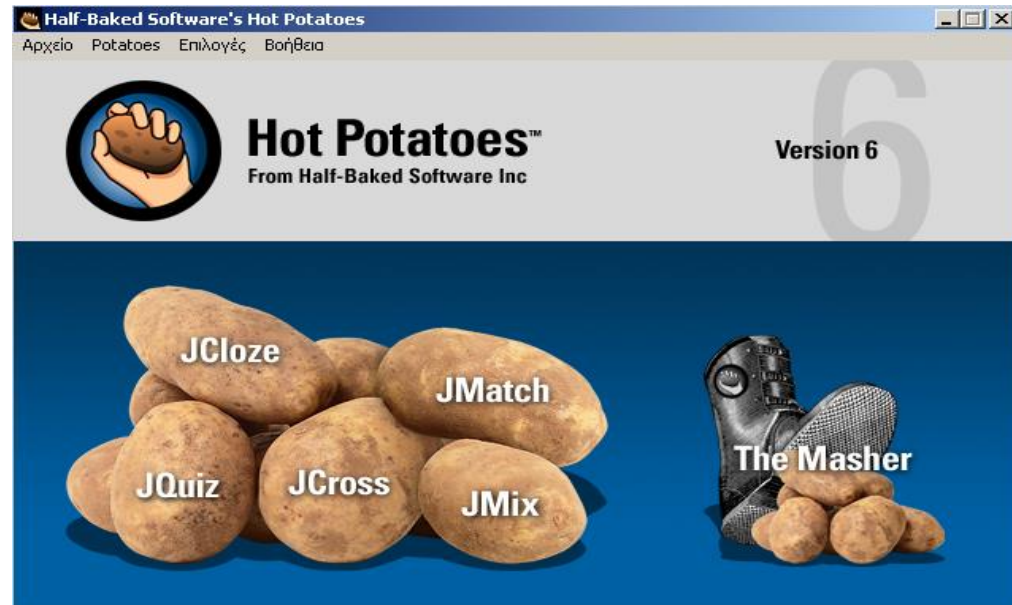 Half-Baked Software's Hot Potatoes
Αρχείο Potatoes Επιλογές Βοήθεια
Hot Potatoes™
From Half-Baked Software Inc
Version 6
6
JCloze
JMatch
JQuiz
JCross
JMix
The Masher